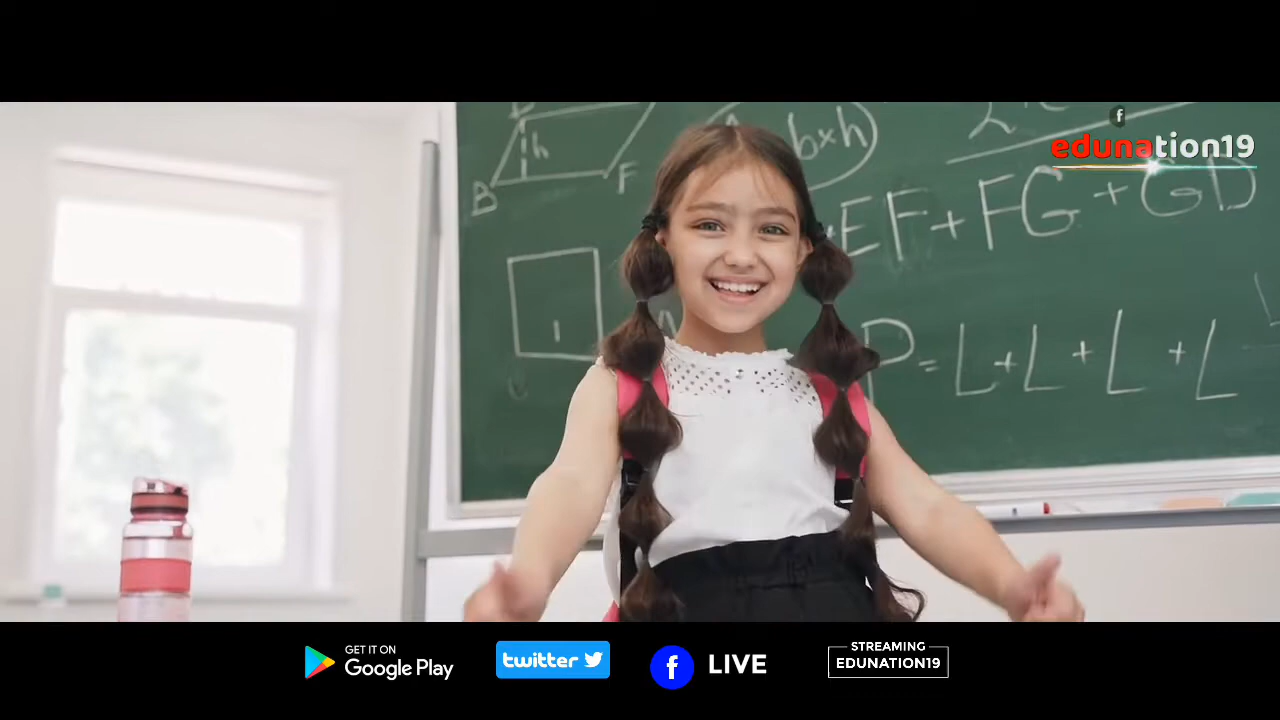 f
edunation19
h
b×h
B
F
EF+FG+GD
P=L+L+L+L
GET IT ON
Google Play
twitter
f
LIVE
STREAMING
EDUNATION19